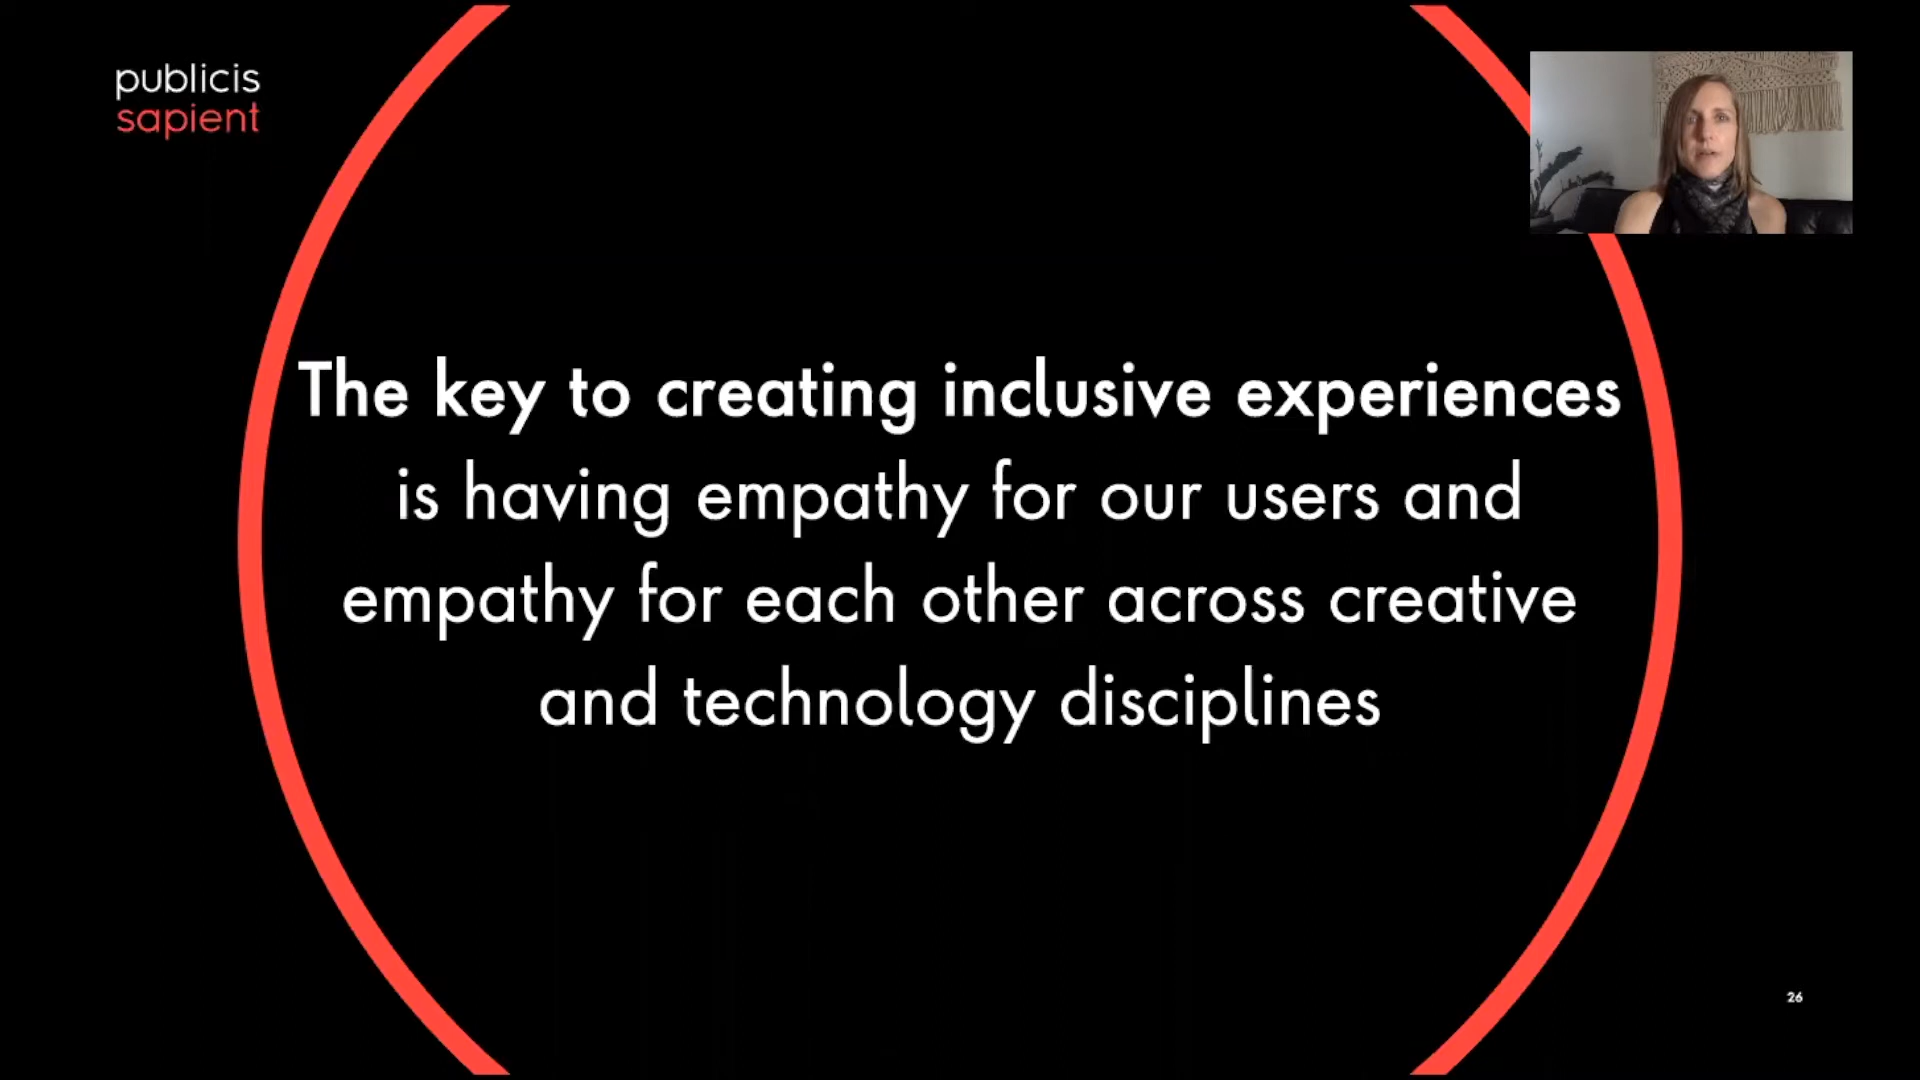 publicis
sapient
The key to creating inclusive experiences
is having empathy for our users and
empathy for each other across creative
and technology disciplines
26